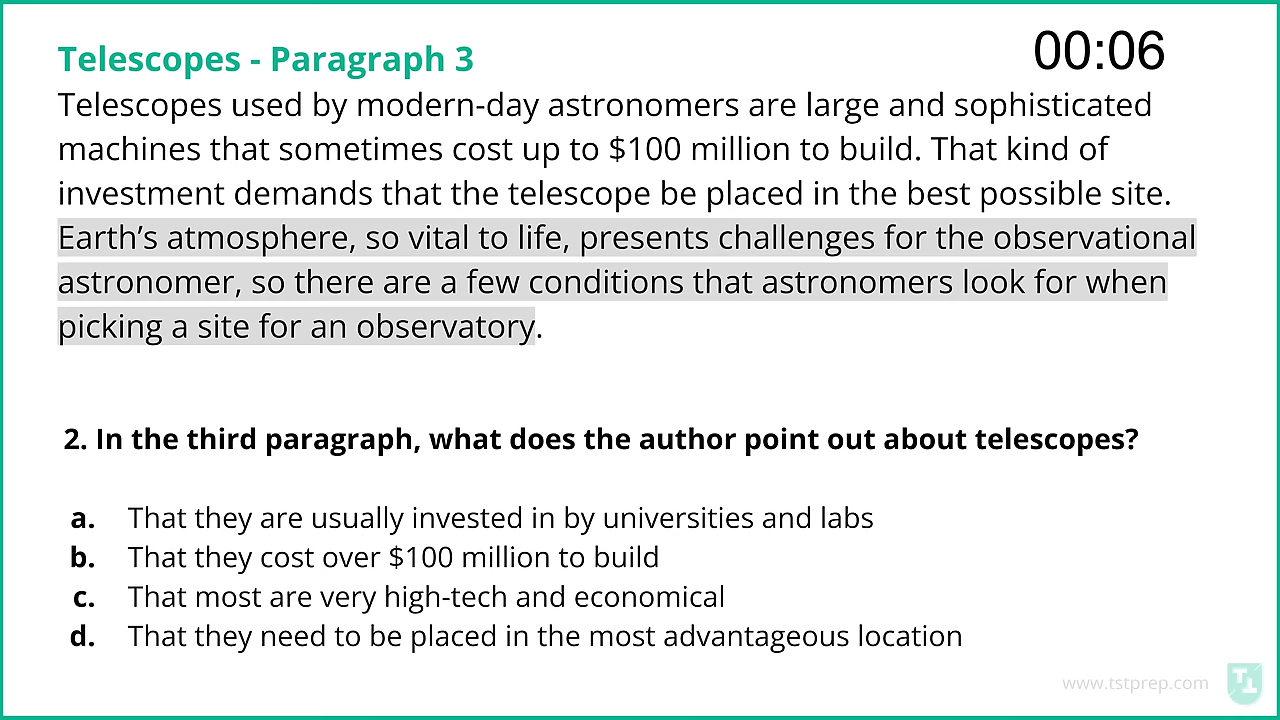 Telescopes - Paragraph 3
00:06
Telescopes used by modern-day astronomers are large and sophisticated
machines that sometimes cost up to $100 million to build. That kind of
investment demands that the telescope be placed in the best possible site.
Earth’s atmosphere, so vital to life, presents challenges for the observational
astronomer, so there are a few conditions that astronomers look for when
picking a site for an observatory.
2. In the third paragraph, what does the author point out about telescopes?
a. That they are usually invested in by universities and labs
b. That they cost over $100 million to build
c. That most are very high-tech and economical
d. That they need to be placed in the most advantageous location
www.tstprep.com